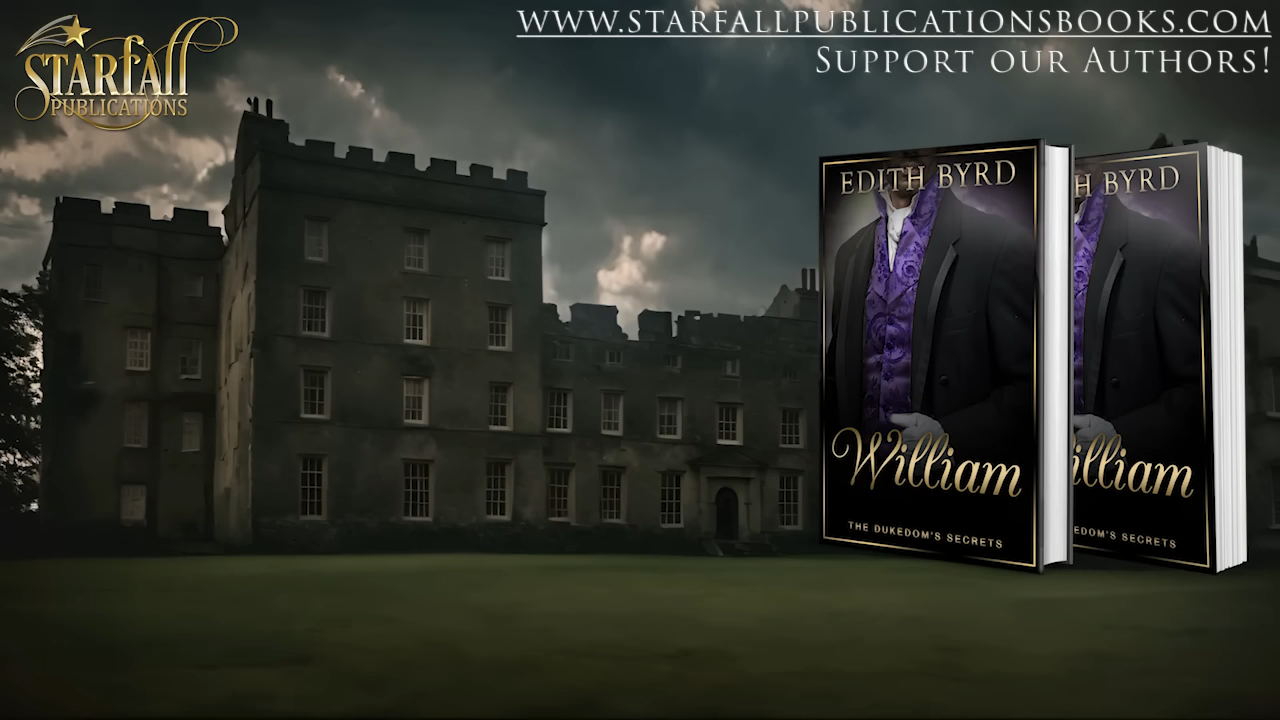 STARfall
PUBLICATIONS
WWW.STARFALLPUBLICATIONSBOOKS.COM
SUPPORT OUR AUTHORS!
EDITH BYRD
William
THE DUKEDOM'S SECRETS
H BYRD
illiam
EDOM'S SECRETS